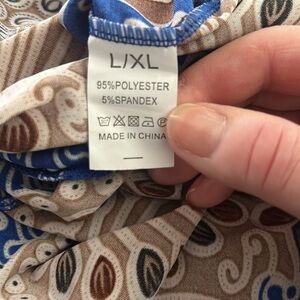 L/XL
95%POLYESTER
5%SPANDEX
MADE IN CHINA